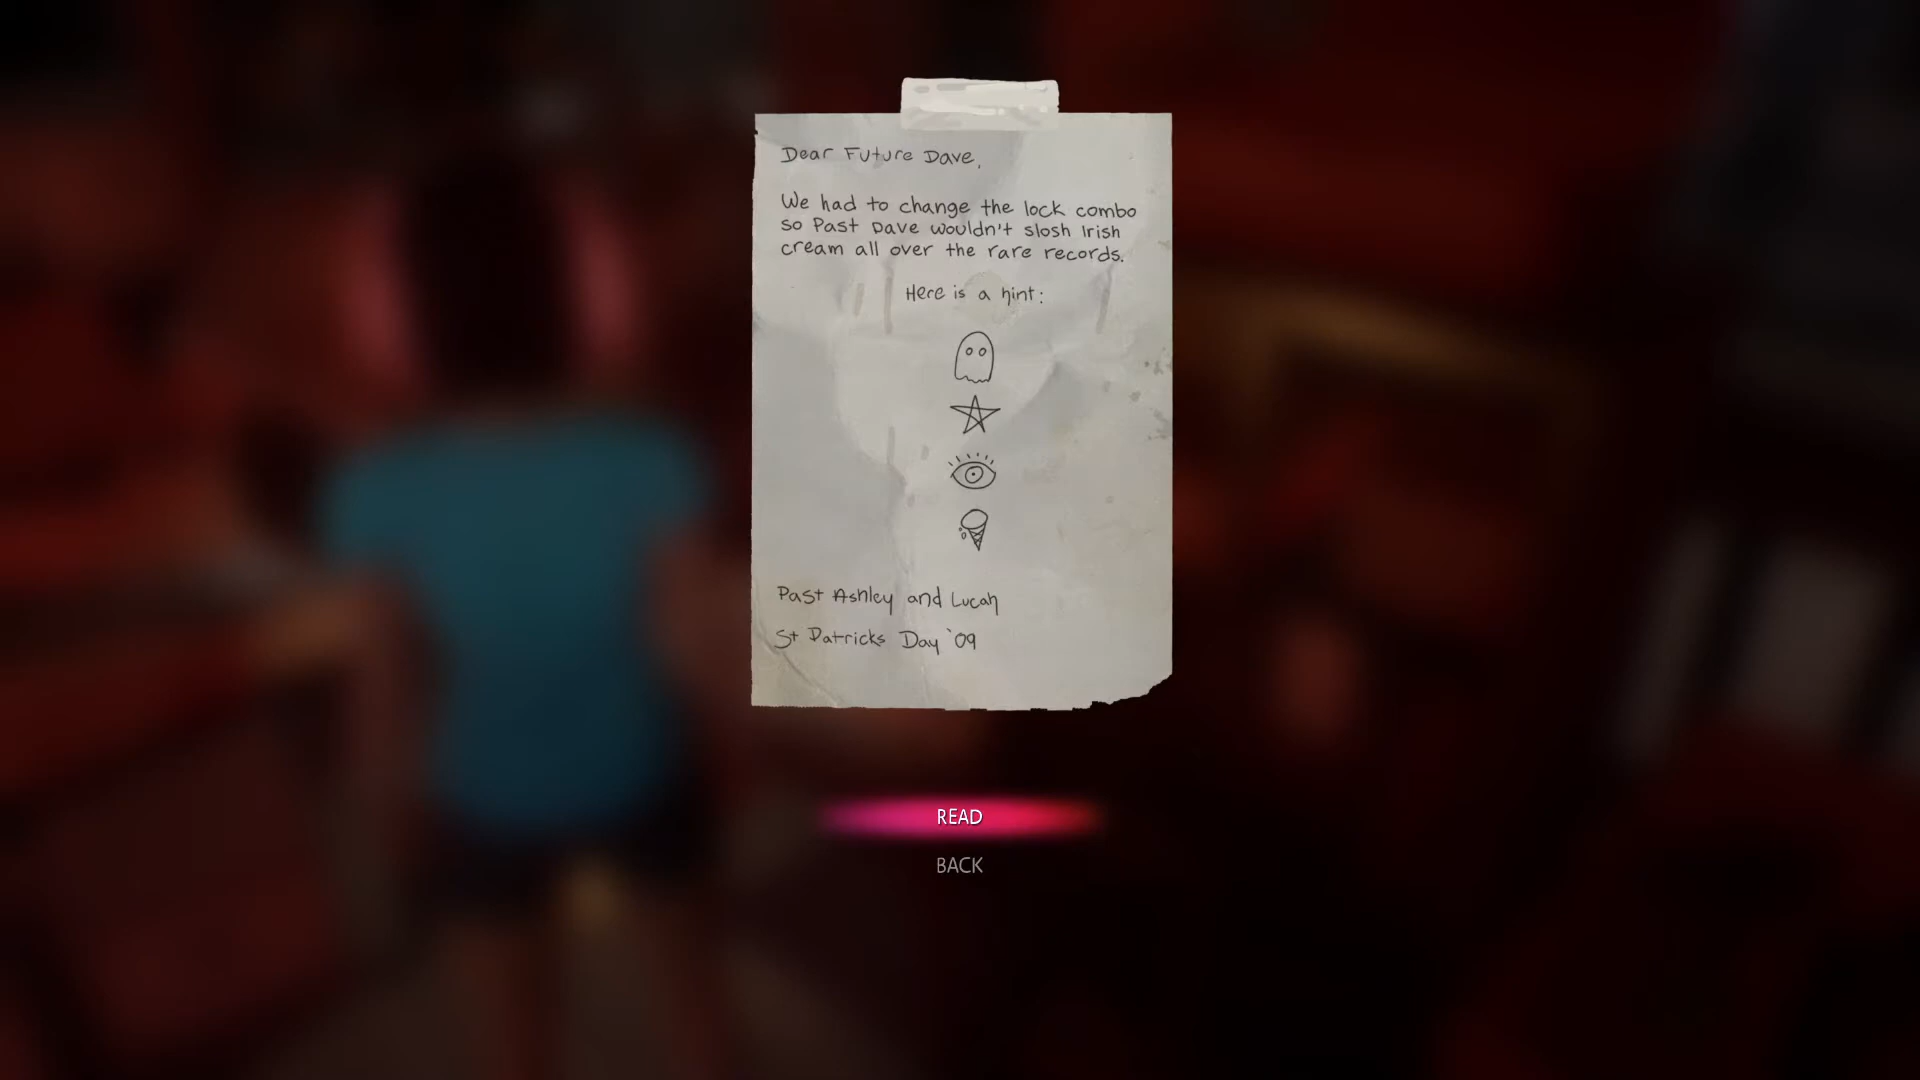 Dear Future Dave,
We had to change the lock combo
so Past Dave wouldn't slosh Irish
cream all over the rare records.
Here is a hint:
Past Ashley and Lucah
St Patricks Day '09
READ
BACK